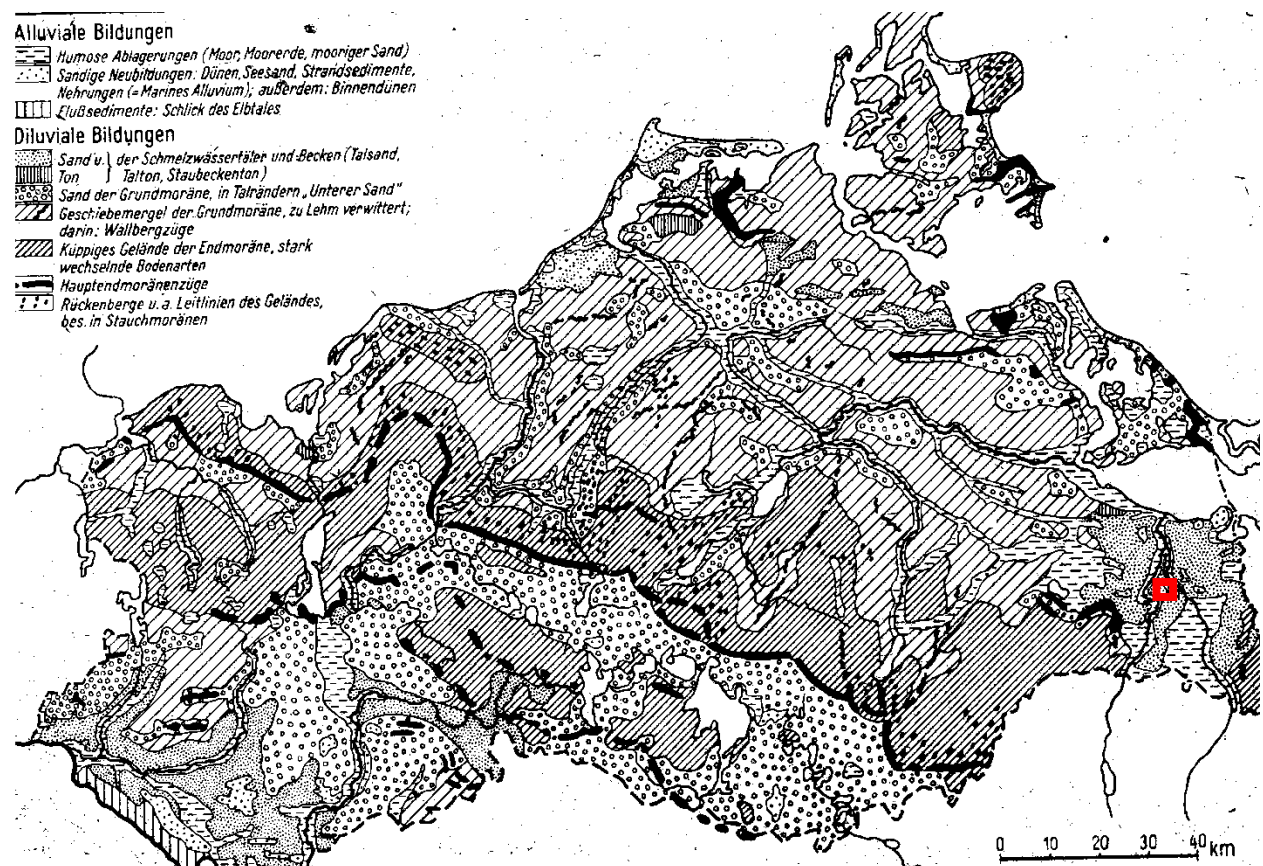 Alluviale Bildungen
Humose Ablagerungen (Moor, Moorerde, mooriger Sand)
Sandige Neubildungen: Dünen, Seesand, Strandsedimente,
Nehrungen (= Marines Alluvium); außerdem: Binnendünen
Flußsedimente: Schlick des Elbtales
Diluviale Bildungen
Sand u. } der Schmelzwässertäler und -Becken (Talsand,
Ton } Talton, Staubeckenton)
Sand der Grundmoräne, in Talrändern „Unterer Sand"
Geschiebemergel der Grundmoräne, zu Lehm verwittert;
darin: Wallbergzüge
Kuppiges Gelände der Endmoräne, stark
wechselnde Bodenarten
Hauptendmoränenzüge
Rückenberge u. a. Leitlinien des Geländes,
bes. in Stauchmoränen
0 10 20 30 40 km